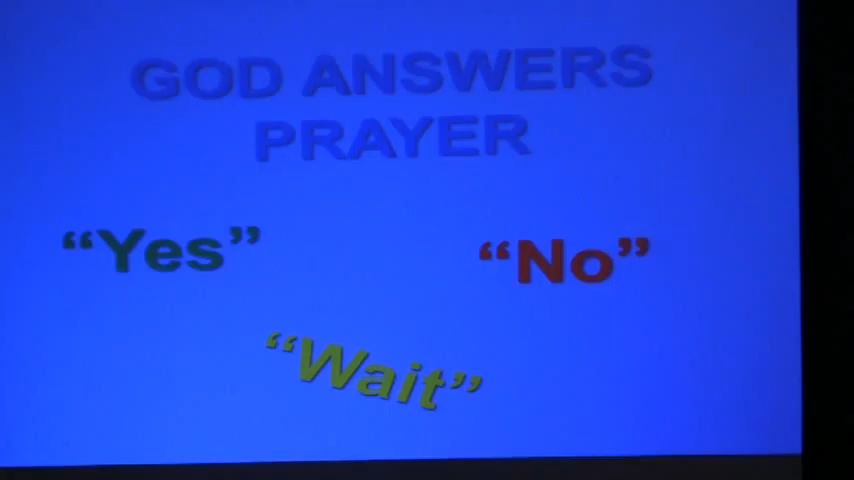 GOD ANSWERS
PRAYER
“Yes”
“No”
“Wait”